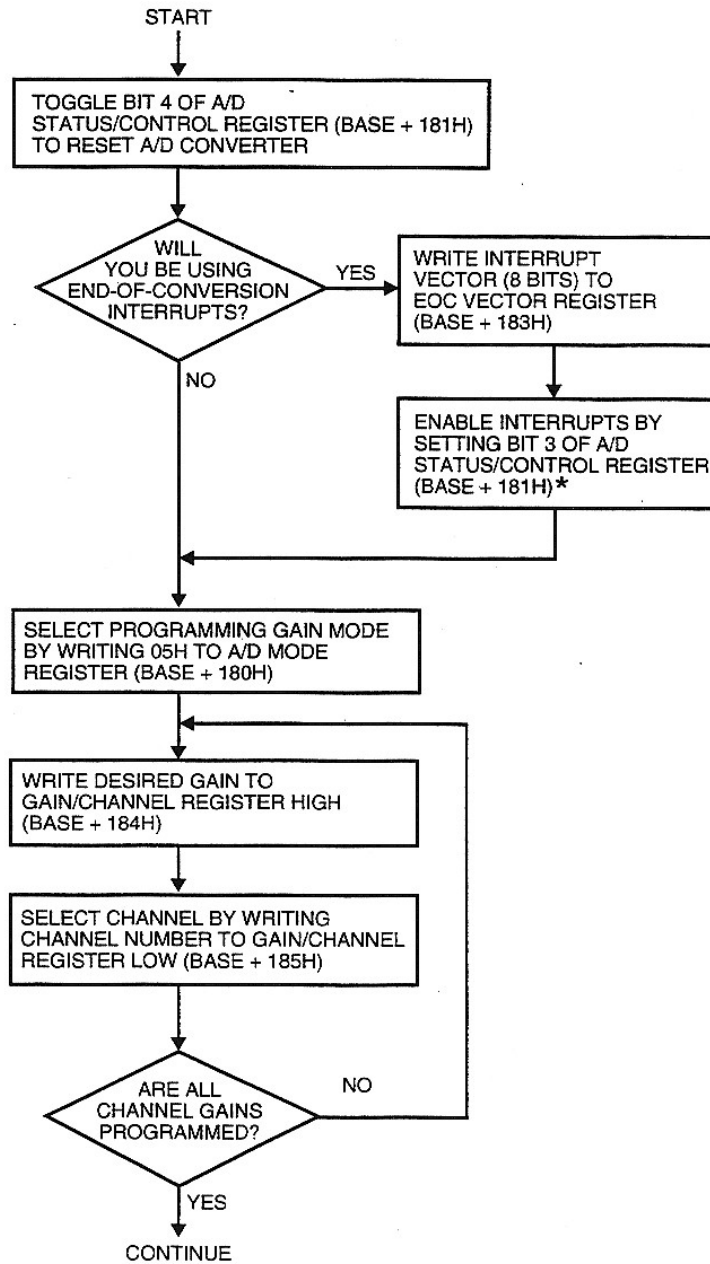 START
TOGGLE BIT 4 OF A/D
STATUS/CONTROL REGISTER (BASE + 181H)
TO RESET A/D CONVERTER
WILL
YOU BE USING
END-OF-CONVERSION
INTERRUPTS?
YES
WRITE INTERRUPT
VECTOR (8 BITS) TO
EOC VECTOR REGISTER
(BASE + 183H)
NO
ENABLE INTERRUPTS BY
SETTING BIT 3 OF A/D
STATUS/CONTROL REGISTER
(BASE + 181H)*
SELECT PROGRAMMING GAIN MODE
BY WRITING 05H TO A/D MODE
REGISTER (BASE + 180H)
WRITE DESIRED GAIN TO
GAIN/CHANNEL REGISTER HIGH
(BASE + 184H)
SELECT CHANNEL BY WRITING
CHANNEL NUMBER TO GAIN/CHANNEL
REGISTER LOW (BASE + 185H)
ARE ALL
CHANNEL GAINS
PROGRAMMED?
NO
YES
CONTINUE